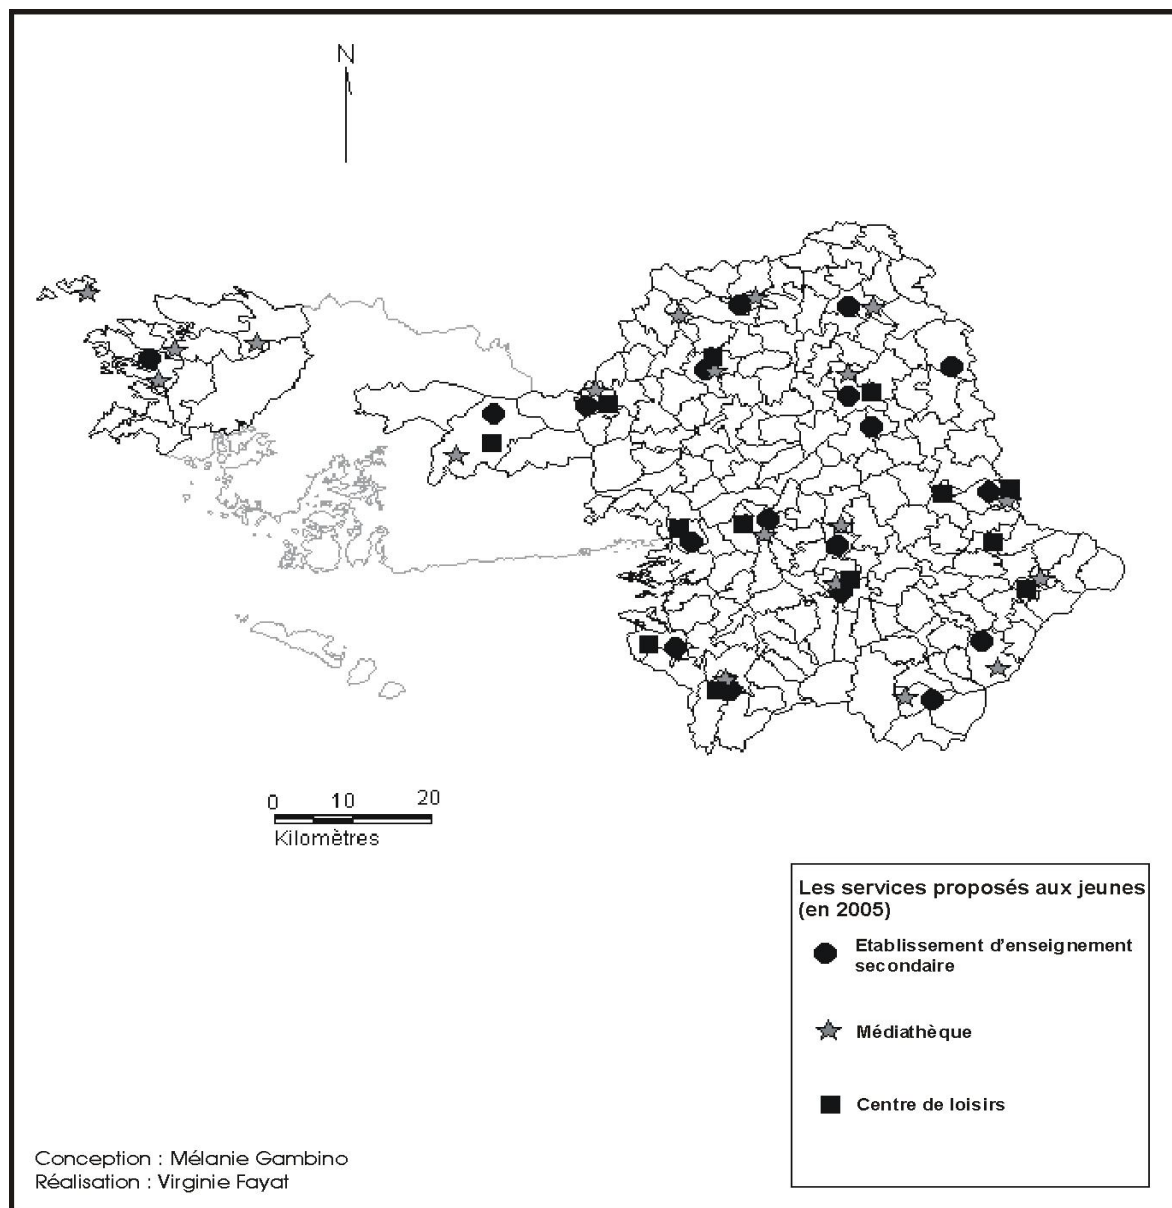 N
0 10 20
Kilomètres
Les services proposés aux jeunes
(en 2005)
Etablissement d'enseignement
secondaire
Médiathèque
Centre de loisirs
Conception : Mélanie Gambino
Réalisation : Virginie Fayat